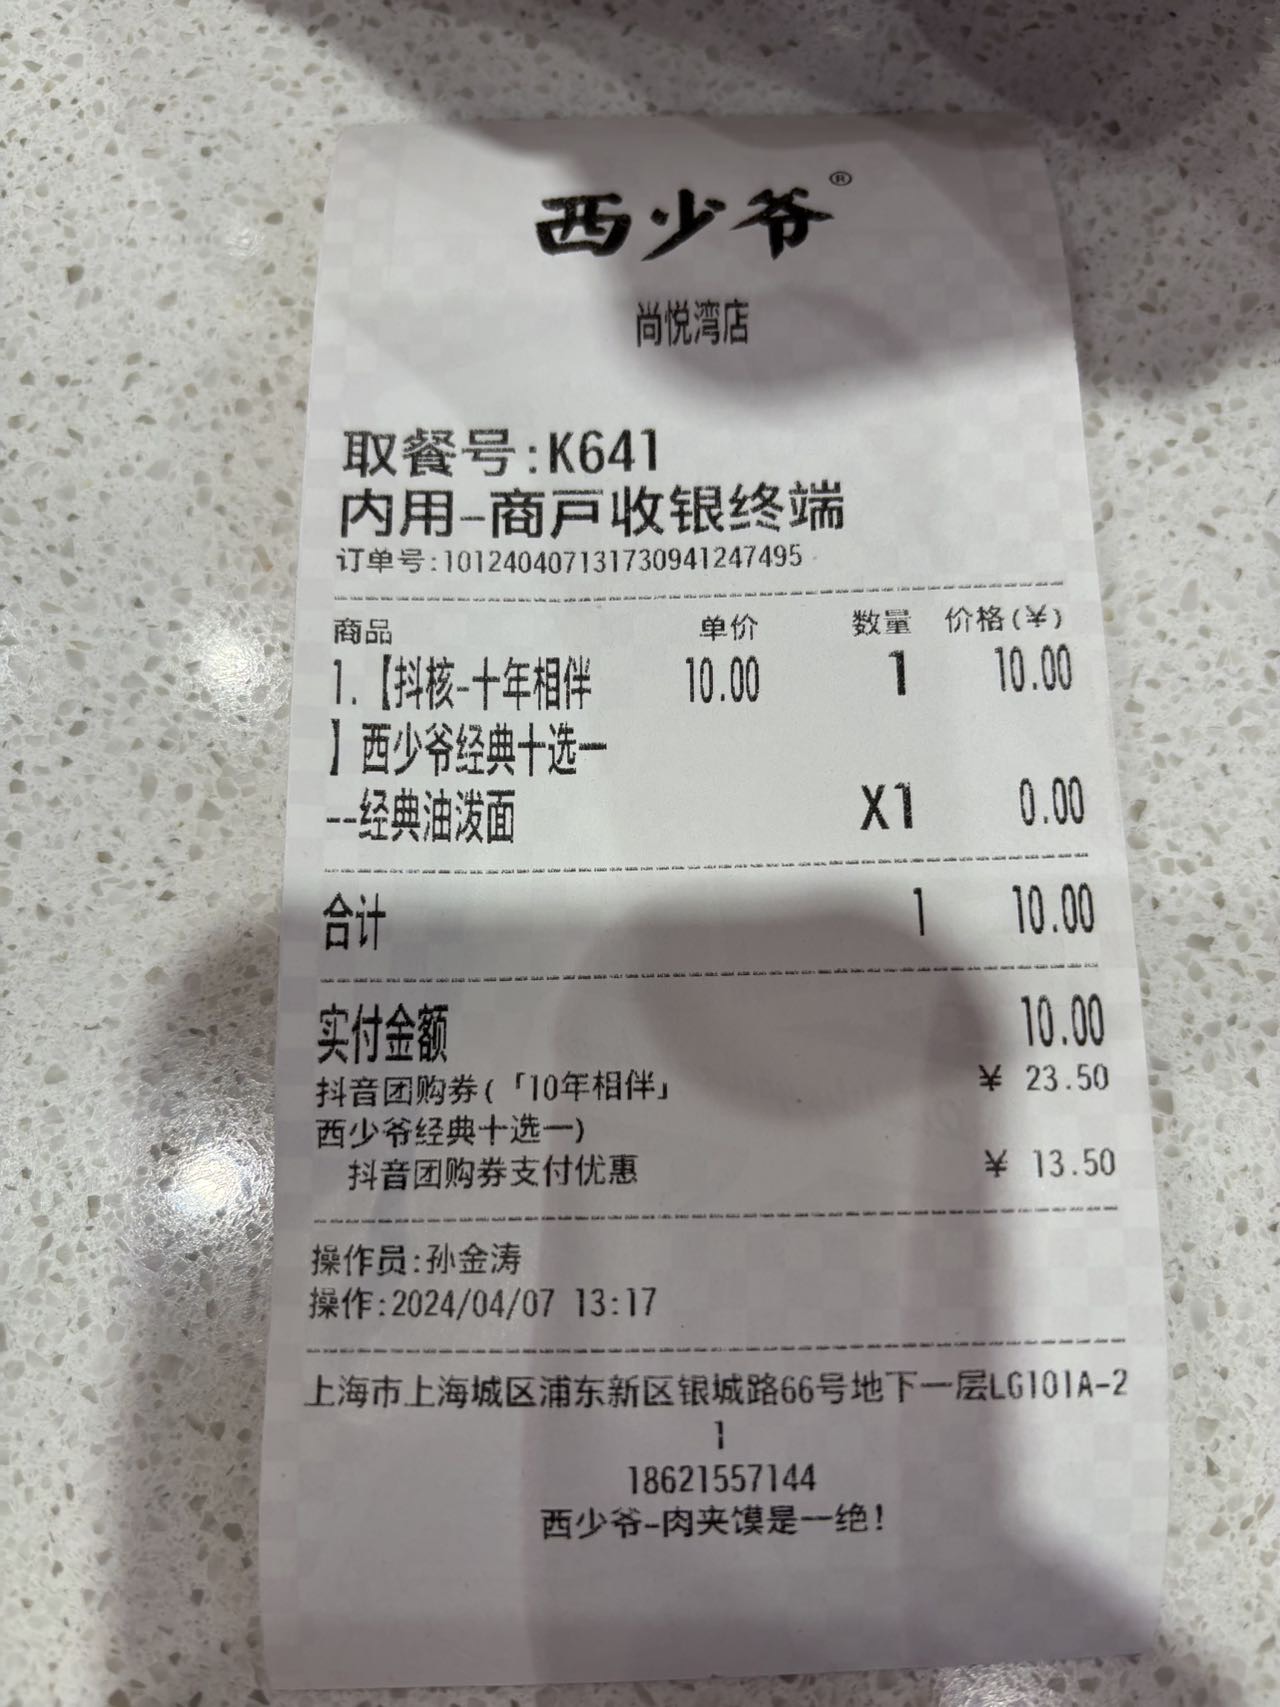 西少爷®
尚悦湾店
取餐号:K641
内用-商户收银终端
订单号:101240407131730941247495
商品 单价 数量 价格(¥)
1.【抖核-十年相伴 10.00 1 10.00
】西少爷经典十选一
--经典油泼面 X1 0.00
合计 1 10.00
实付金额 10.00
抖音团购券(「10年相伴」 ¥ 23.50
西少爷经典十选一)
抖音团购券支付优惠 ¥ 13.50
操作员:孙金涛
操作:2024/04/07 13:17
上海市上海城区浦东新区银城路66号地下一层LG101A-2
1
18621557144
西少爷-肉夹馍是一绝!